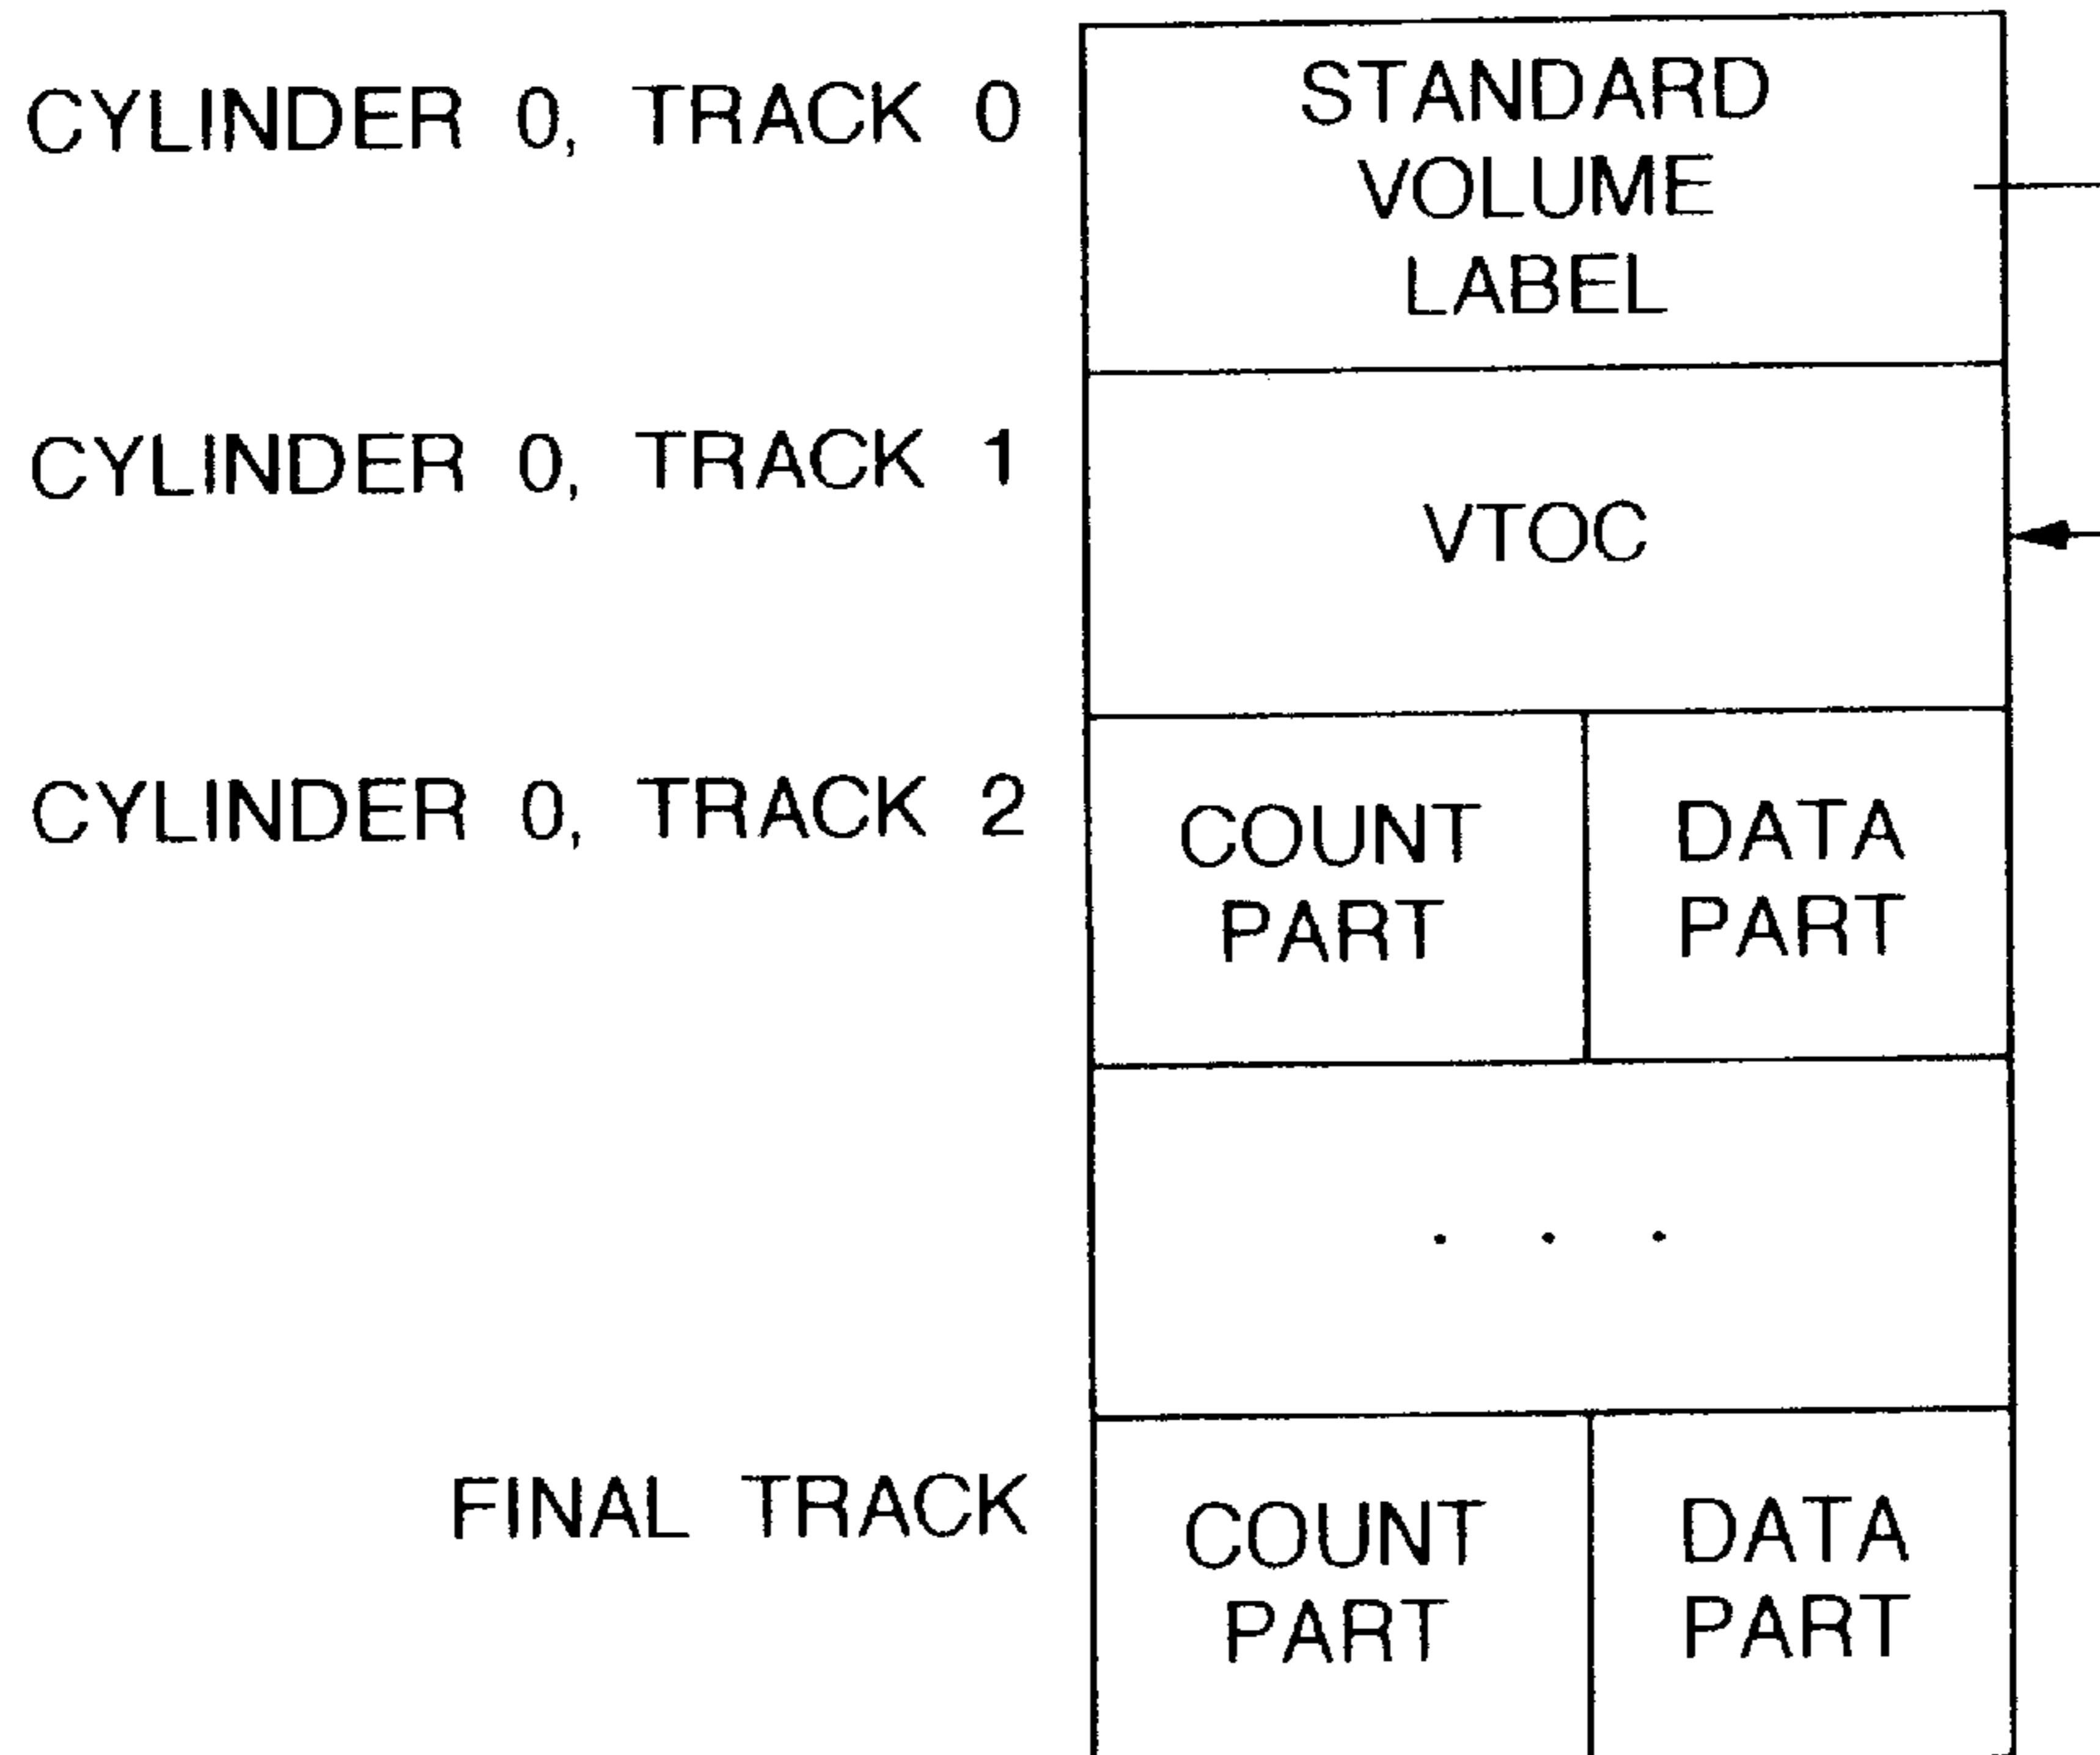 CYLINDER 0, TRACK 0
STANDARD
VOLUME
LABEL
CYLINDER 0, TRACK 1
VTOC
CYLINDER 0, TRACK 2
COUNT
PART
DATA
PART
. . .
FINAL TRACK
COUNT
PART
DATA
PART